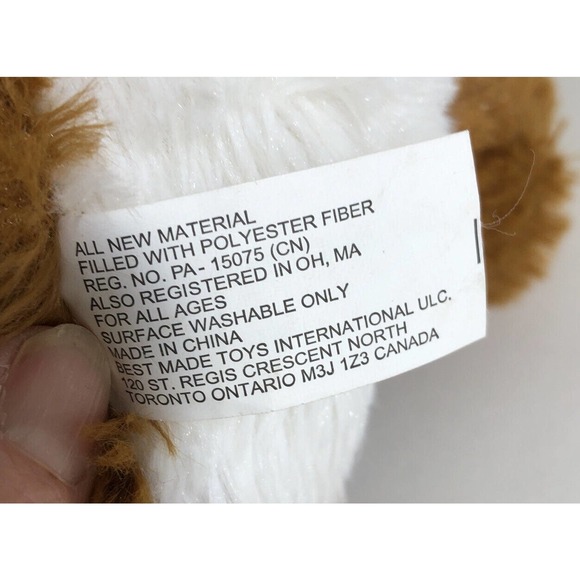 ALL NEW MATERIAL
FILLED WITH POLYESTER FIBER
REG. NO. PA- 15075 (CN)
ALSO REGISTERED IN OH, MA
FOR ALL AGES
SURFACE WASHABLE ONLY
MADE IN CHINA
BEST MADE TOYS INTERNATIONAL ULC.
120 ST. REGIS CRESCENT NORTH
TORONTO ONTARIO M3J 1Z3 CANADA